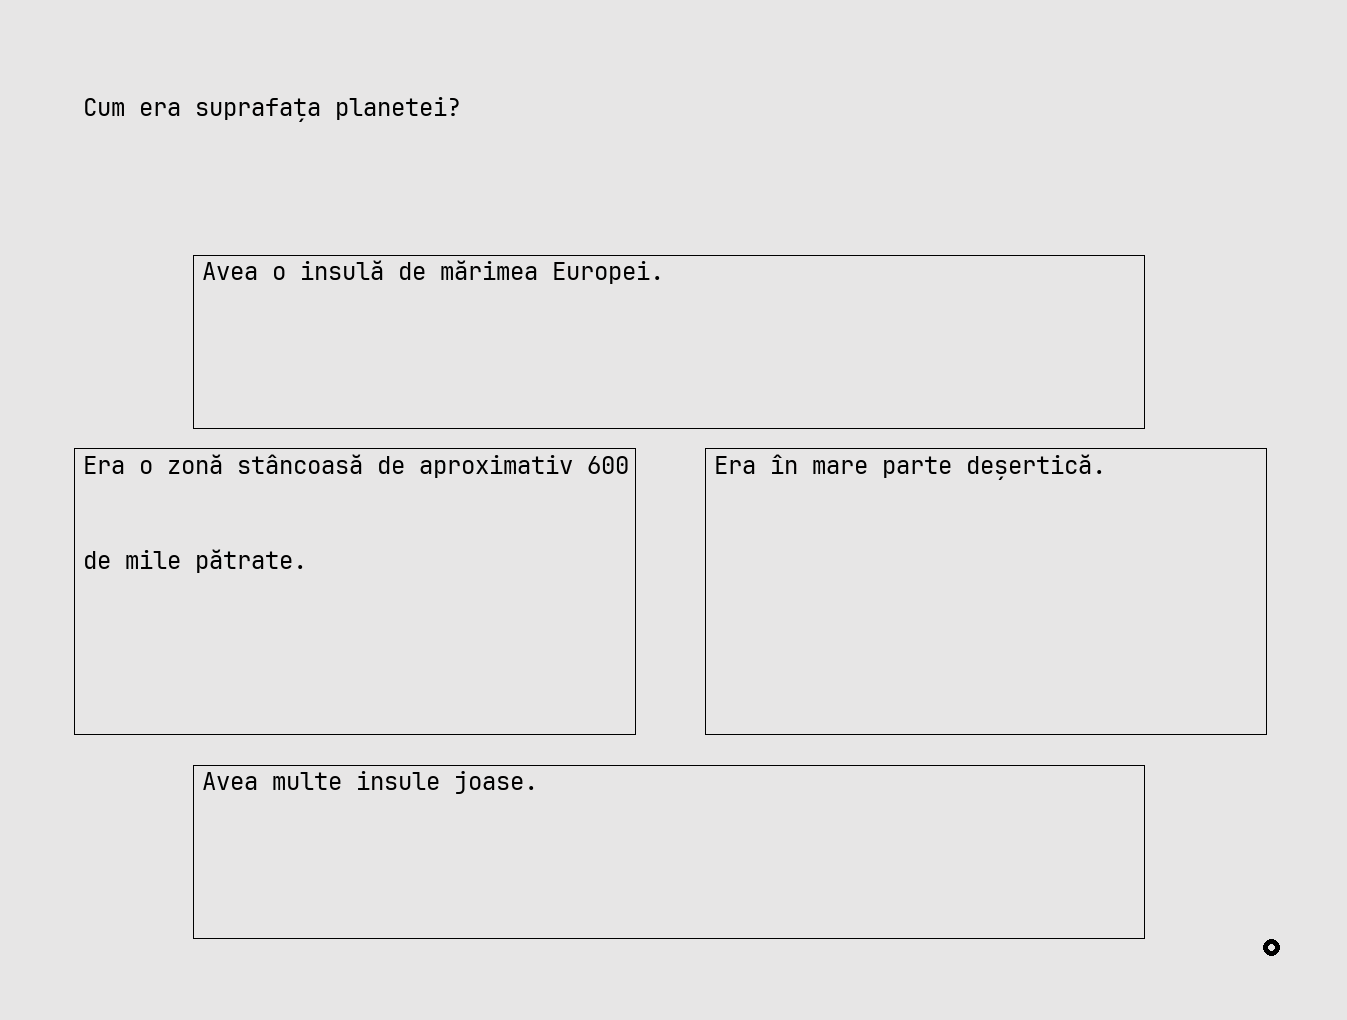 Cum era suprafața planetei?
Avea o insulă de mărimea Europei.
Era o zonă stâncoasă de aproximativ 600
de mile pătrate.
Era în mare parte deșertică.
Avea multe insule joase.